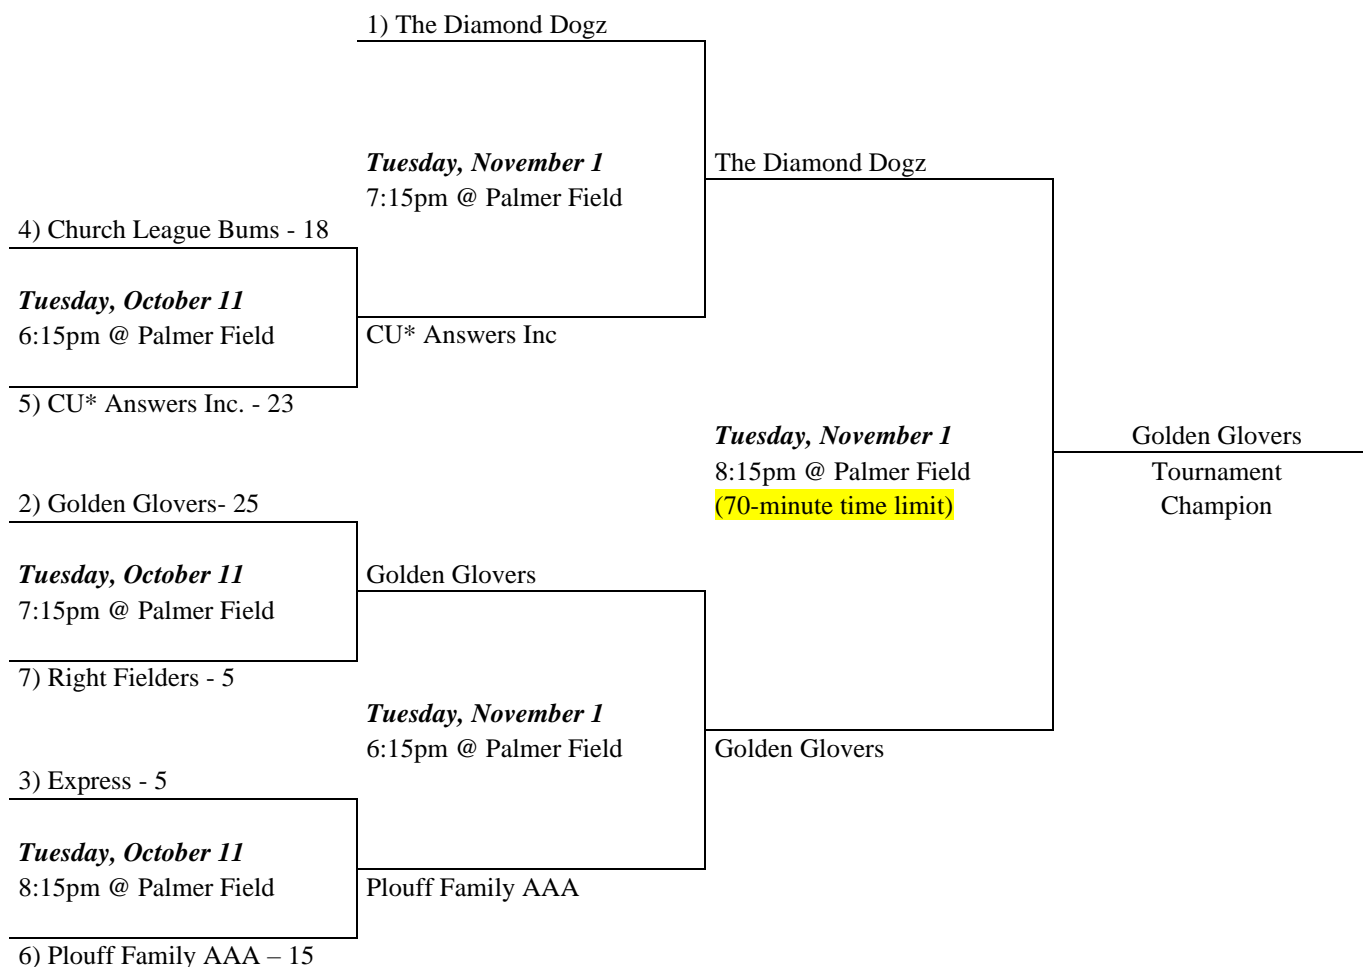 1) The Diamond Dogz
Tuesday, November 1
7:15pm @ Palmer Field
The Diamond Dogz
4) Church League Bums - 18
Tuesday, October 11
6:15pm @ Palmer Field
CU* Answers Inc
5) CU* Answers Inc. - 23
Tuesday, November 1
8:15pm @ Palmer Field
(70-minute time limit)
Golden Glovers
Tournament
Champion
2) Golden Glovers- 25
Tuesday, October 11
7:15pm @ Palmer Field
Golden Glovers
7) Right Fielders - 5
Tuesday, November 1
6:15pm @ Palmer Field
Golden Glovers
3) Express - 5
Tuesday, October 11
8:15pm @ Palmer Field
Plouff Family AAA
6) Plouff Family AAA – 15